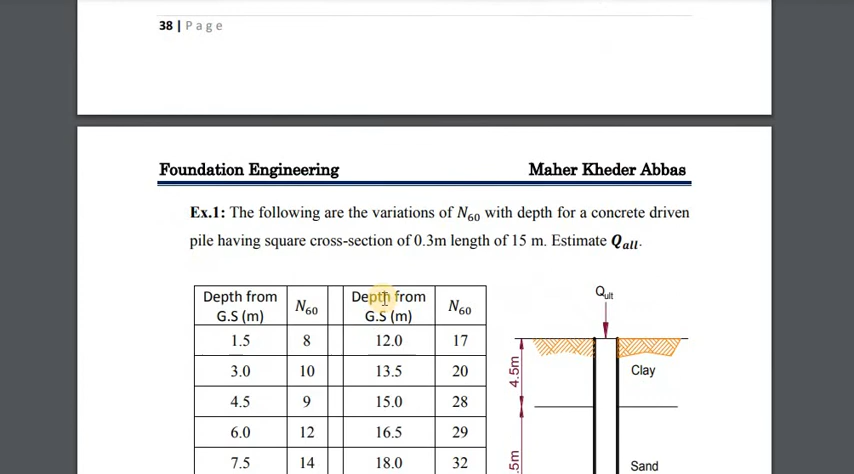 38 | Page
Foundation Engineering Maher Kheder Abbas
Ex.1: The following are the variations of N60 with depth for a concrete driven
pile having square cross-section of 0.3m length of 15 m. Estimate Qall.
Depth from G.S (m) N60 Depth from G.S (m) N60
1.5 8 12.0 17
3.0 10 13.5 20
4.5 9 15.0 28
6.0 12 16.5 29
7.5 14 18.0 32
Qult
4.5m
Clay
.5m
Sand